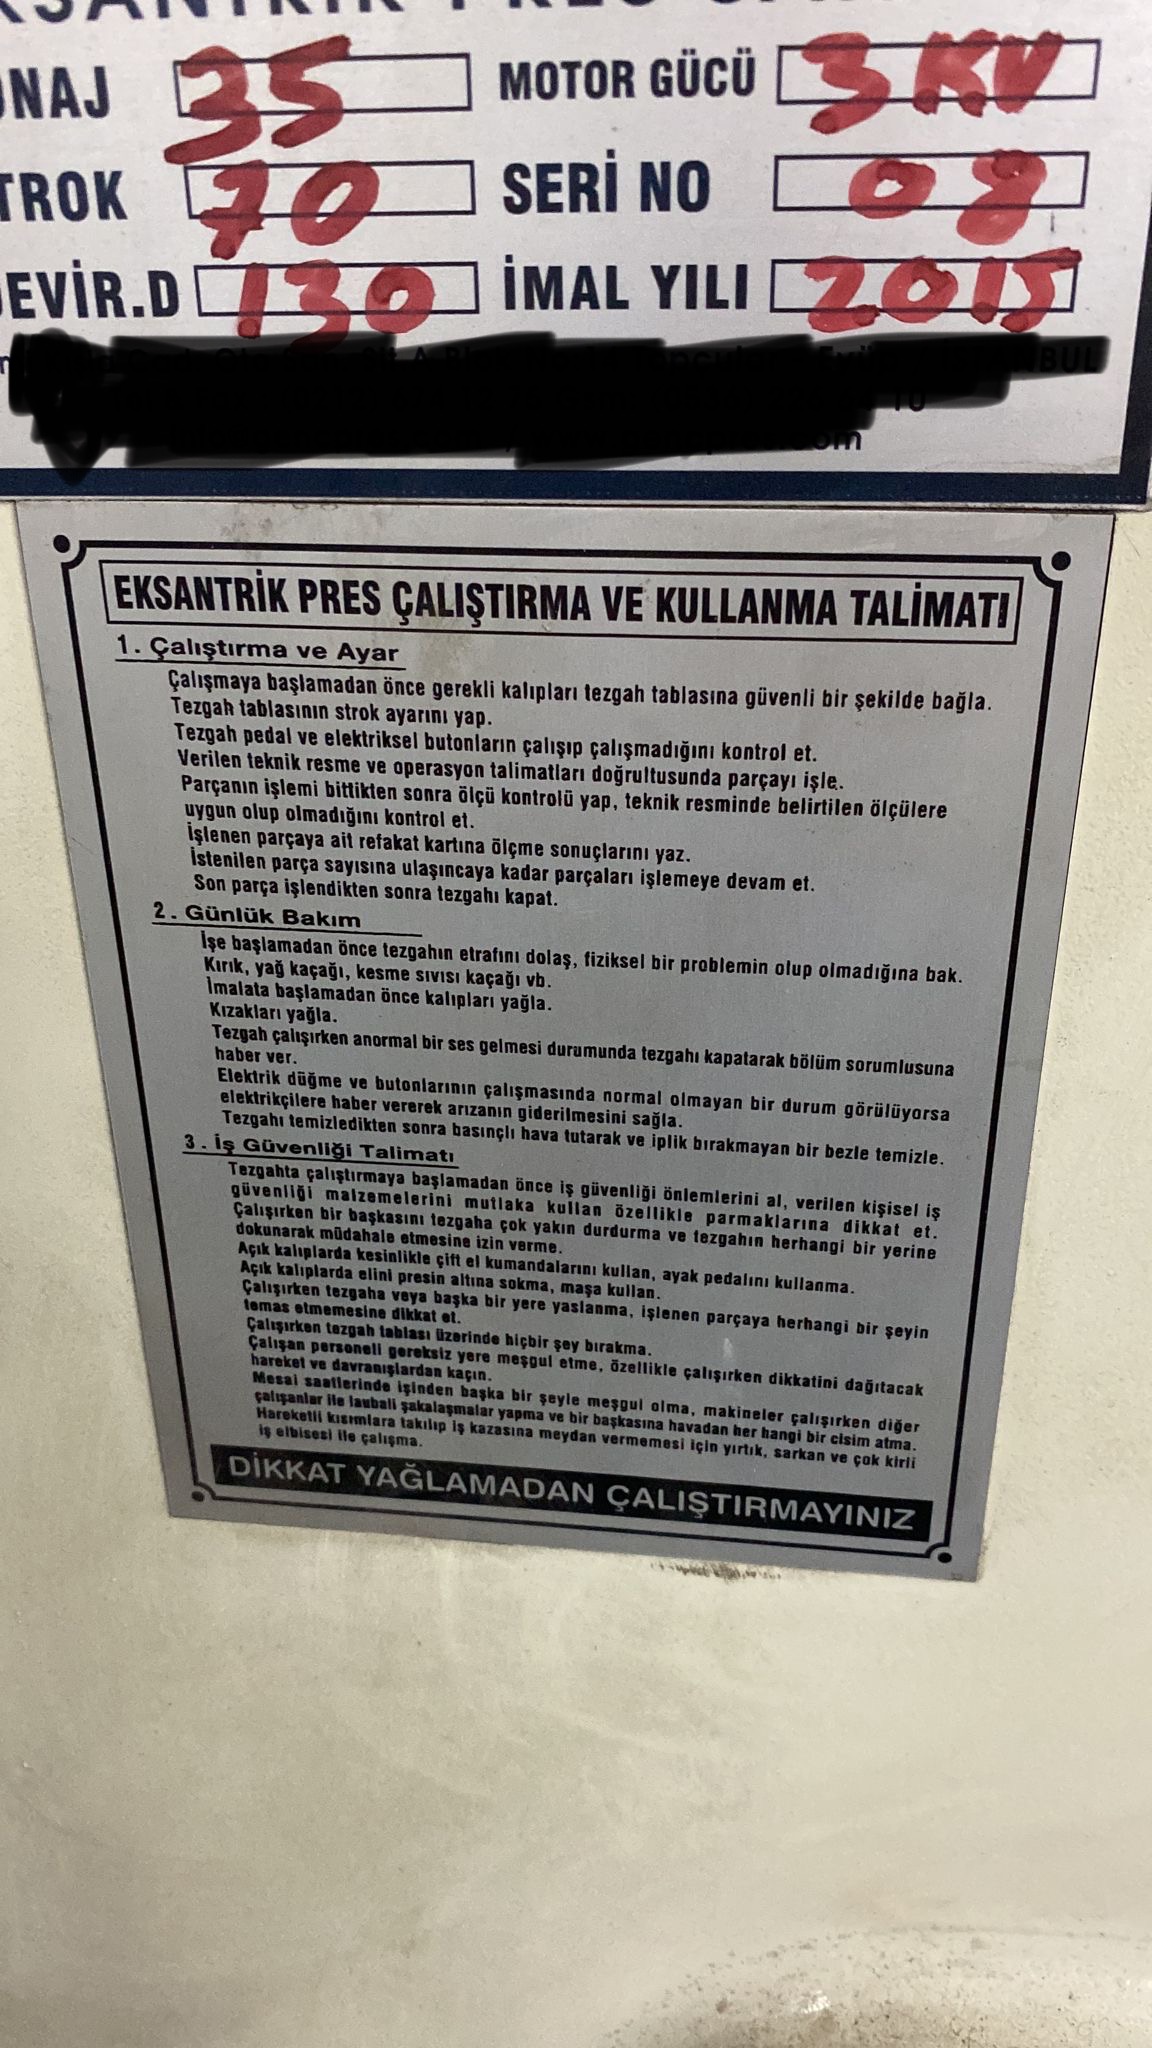 35 MOTOR GÜCÜ 3 KW
70 SERİ NO 08
130 İMAL YILI 2015
EKSANTRİK PRES ÇALIŞTIRMA VE KULLANMA TALİMATI
1. Çalıştırma ve Ayar
Çalışmaya başlamadan önce gerekli kalıpları tezgah tablasına güvenli bir şekilde bağla.
Tezgah tablasının strok ayarını yap.
Tezgah pedal ve elektriksel butonların çalışıp çalışmadığını kontrol et.
Verilen teknik resme ve operasyon talimatları doğrultusunda parçayı işle.
Parçanın işlemi bittikten sonra ölçü kontrolü yap, teknik resminde belirtilen ölçülere
uygun olup olmadığını kontrol et.
İşlenen parçaya ait refakat kartına ölçme sonuçlarını yaz.
İstenilen parça sayısına ulaşıncaya kadar parçaları işlemeye devam et.
Son parça işlendikten sonra tezgahı kapat.
2. Günlük Bakım
İşe başlamadan önce tezgahın etrafını dolaş, fiziksel bir problemin olup olmadığına bak.
Kırık, yağ kaçağı, kesme sıvısı kaçağı vb.
İmalata başlamadan önce kalıpları yağla.
Kızakları yağla.
Tezgah çalışırken anormal bir ses gelmesi durumunda tezgahı kapatarak bölüm sorumlusuna
haber ver.
Elektrik düğme ve butonlarının çalışmasında normal olmayan bir durum görülüyorsa
elektrikçilere haber vererek arızanın giderilmesini sağla.
Tezgahı temizledikten sonra basınçlı hava tutarak ve iplik bırakmayan bir bezle temizle.
3. İş Güvenliği Talimatı
Tezgahta çalıştırmaya başlamadan önce iş güvenliği önlemlerini al, verilen kişisel iş
güvenliği malzemelerini mutlaka kullan özellikle parmaklarına dikkat et.
Çalışırken bir başkasını tezgaha çok yakın durdurma ve tezgahın herhangi bir yerine
dokunarak müdahale etmesine izin verme.
Açık kalıplarda kesinlikle çift el kumandalarını kullan, ayak pedalını kullanma.
Açık kalıplarda elini presin altına sokma, maşa kullan.
Çalışırken tezgaha veya başka bir yere yaslanma, işlenen parçaya herhangi bir şeyin
temas etmemesine dikkat et.
Çalışırken tezgah tablası üzerinde hiçbir şey bırakma.
Çalışan personeli gereksiz yere meşgul etme, özellikle çalışırken dikkatini dağıtacak
hareket ve davranışlardan kaçın.
Mesai saatlerinde işinden başka bir şeyle meşgul olma, makineler çalışırken diğer
çalışanlar ile laubali şakalaşmalar yapma ve bir başkasına havadan her hangi bir cisim atma.
Hareketli kısımlara takılıp iş kazasına meydan vermemesi için yırtık, sarkan ve çok kirli
iş elbisesi ile çalışma.
DİKKAT YAĞLAMADAN ÇALIŞTIRMAYINIZ